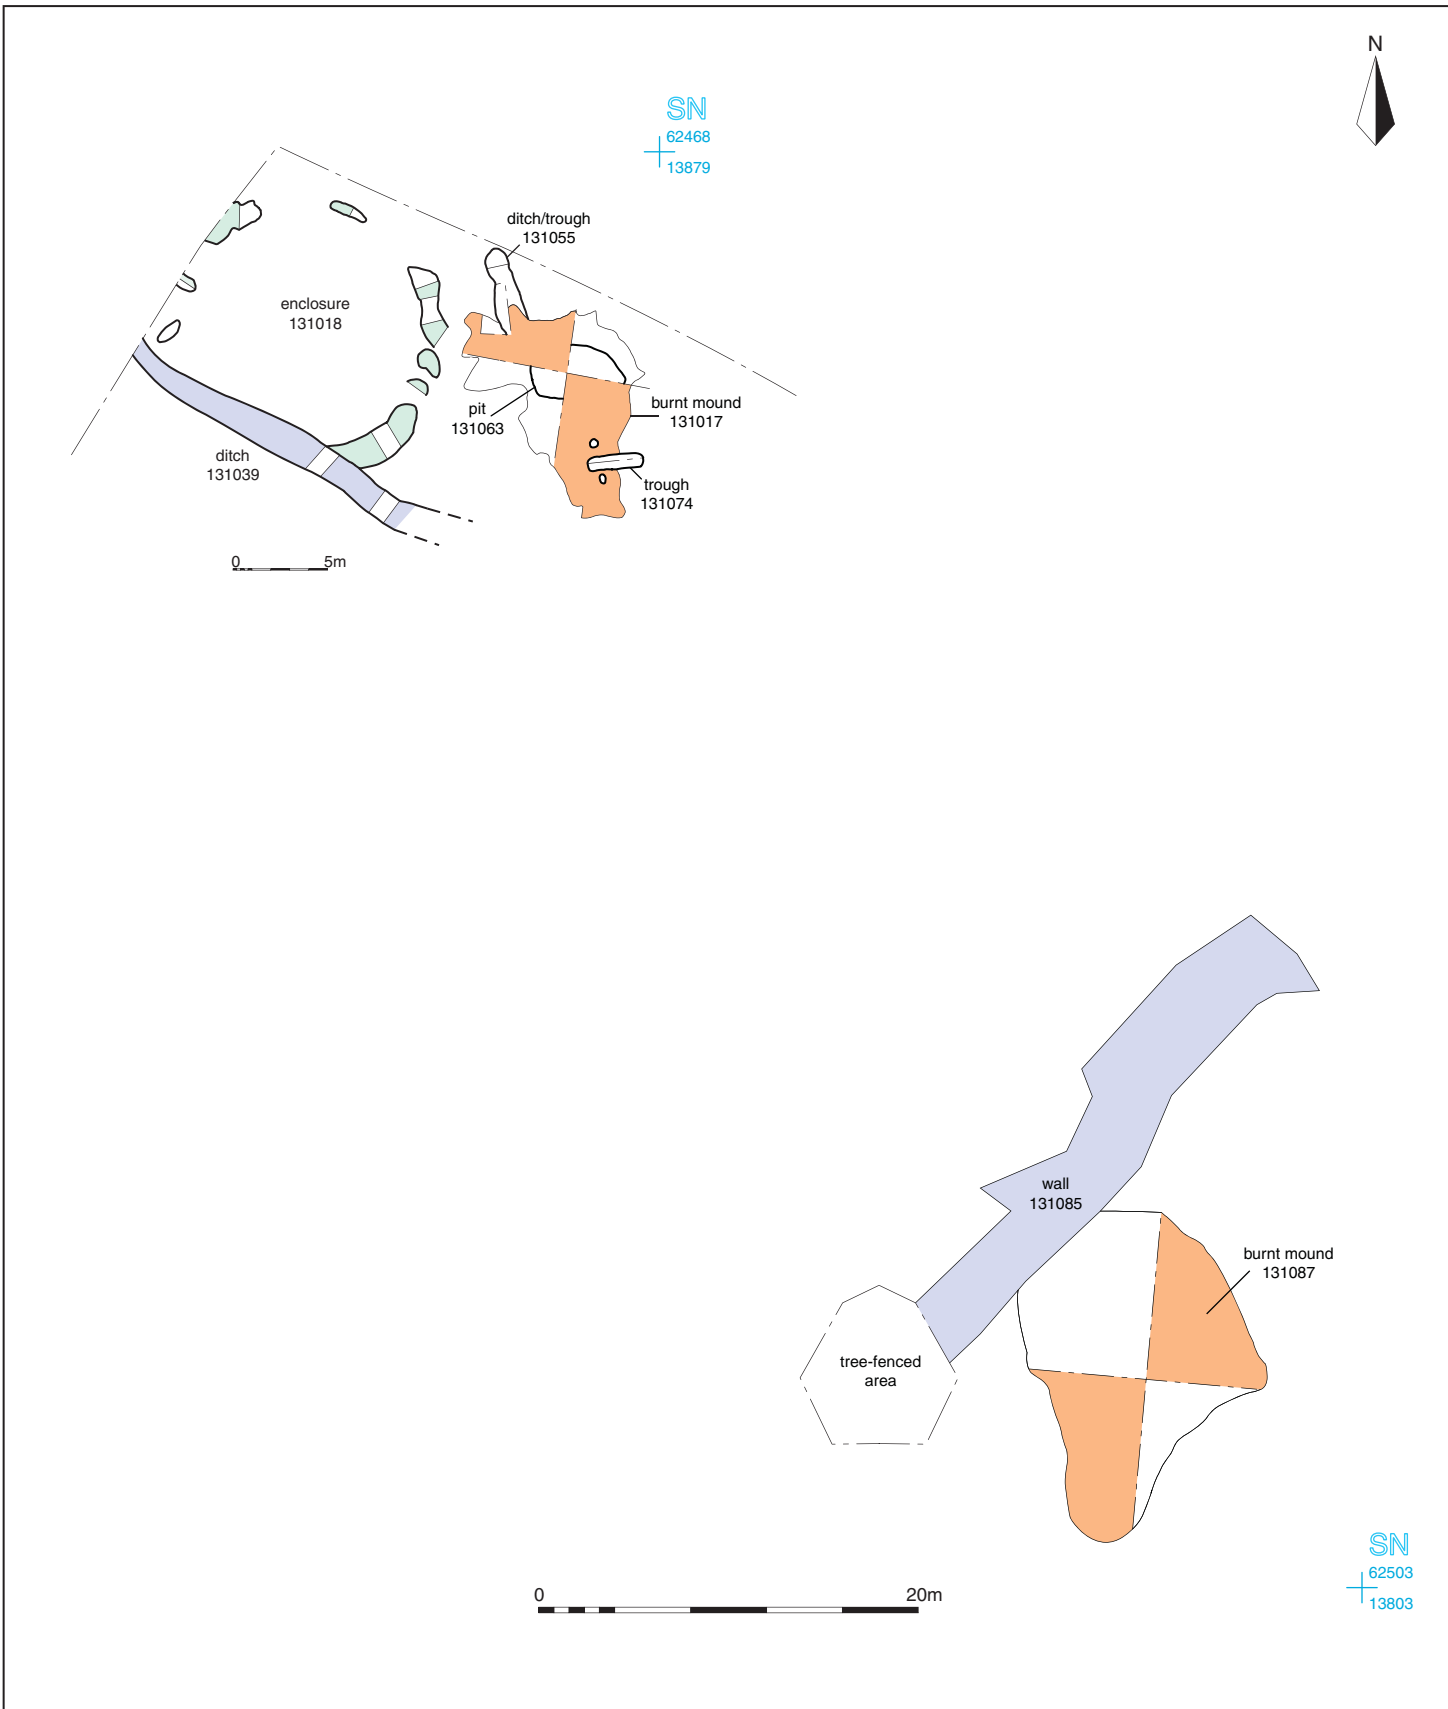 N
SN
62468
13879
ditch/trough
131055
enclosure
131018
burnt mound
131017
pit
131063
ditch
131039
trough
131074
0 5m
wall
131085
burnt mound
131087
tree-fenced
area
SN
62503
13803
0 20m